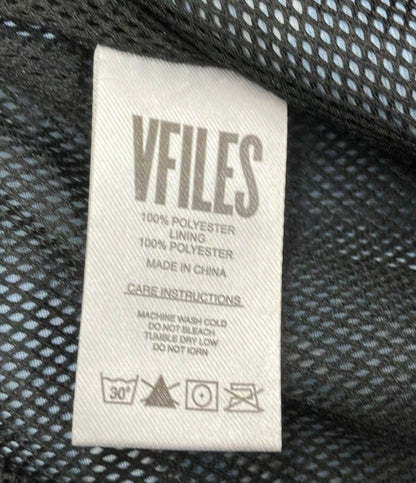 VFILES
100% POLYESTER
LINING
100% POLYESTER
MADE IN CHINA
CARE INSTRUCTIONS
MACHINE WASH COLD
DO NOT BLEACH
TUMBLE DRY LOW
DO NOT IORN
30°